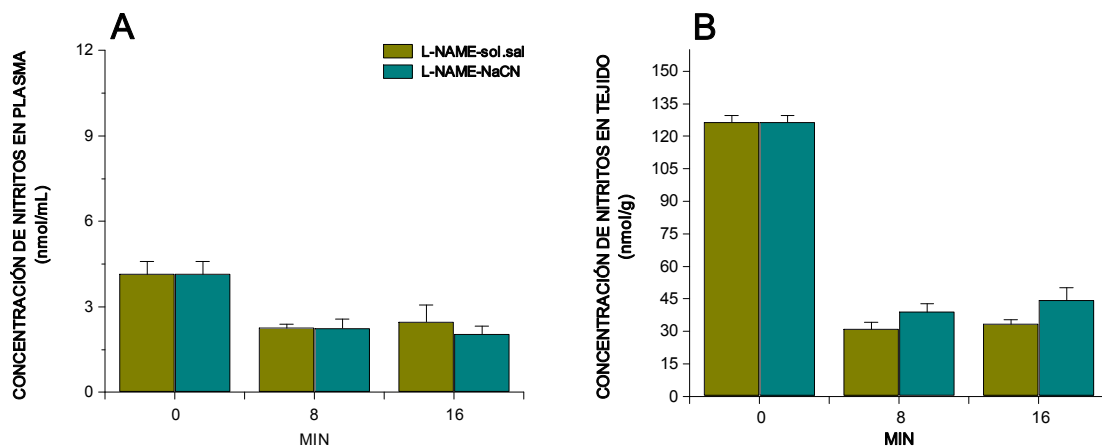 A
CONCENTRACIÓN DE NITRITOS EN PLASMA
(nmol/mL)
12
9
6
3
0
L-NAME-sol.sal
L-NAME-NaCN
0 8 16
MIN
B
CONCENTRACIÓN DE NITRITOS EN TEJIDO
(nmol/g)
150
135
120
105
90
75
60
45
30
15
0
0 8 16
MIN